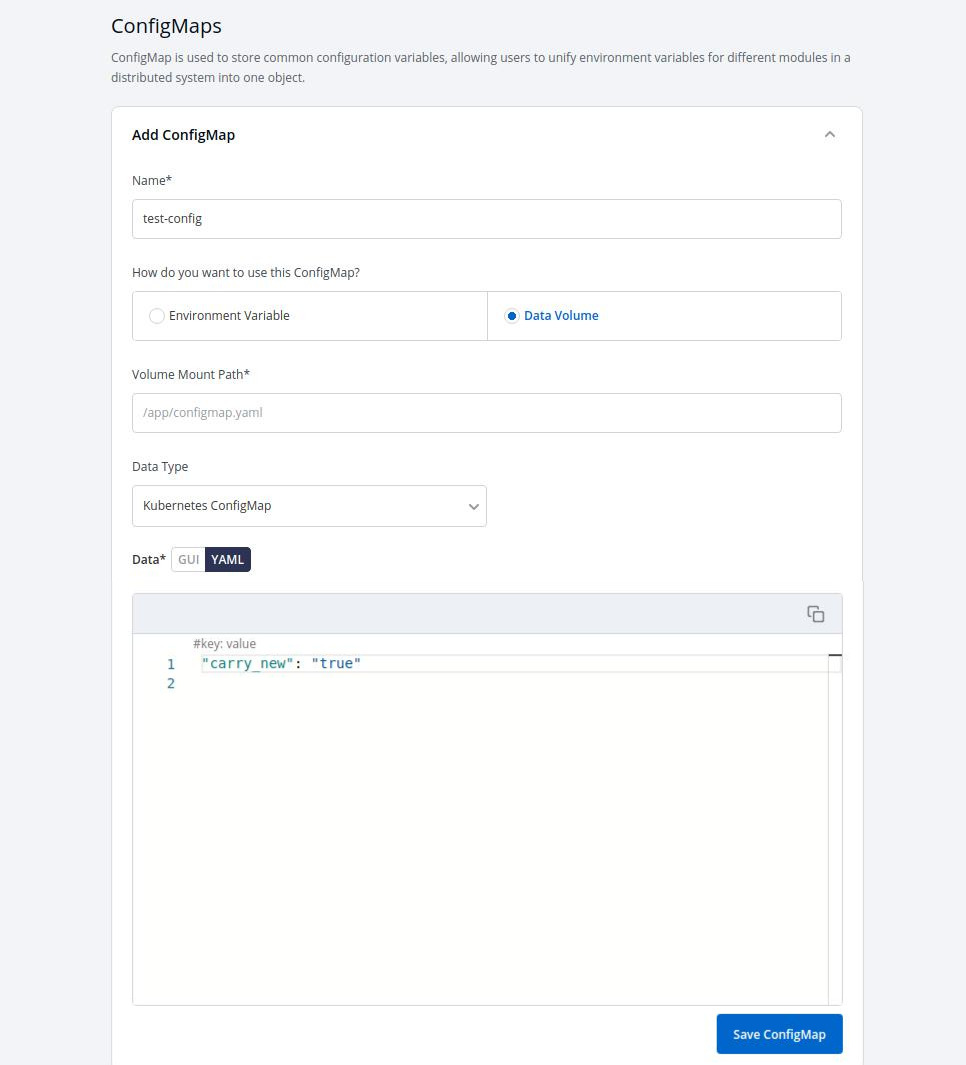 ConfigMaps
ConfigMap is used to store common configuration variables, allowing users to unify environment variables for different modules in a
distributed system into one object.
Add ConfigMap
Name*
test-config
How do you want to use this ConfigMap?
Environment Variable
Data Volume
Volume Mount Path*
/app/configmap.yaml
Data Type
Kubernetes ConfigMap
Data* GUI YAML
#key: value
1 "carry_new": "true"
2
Save ConfigMap